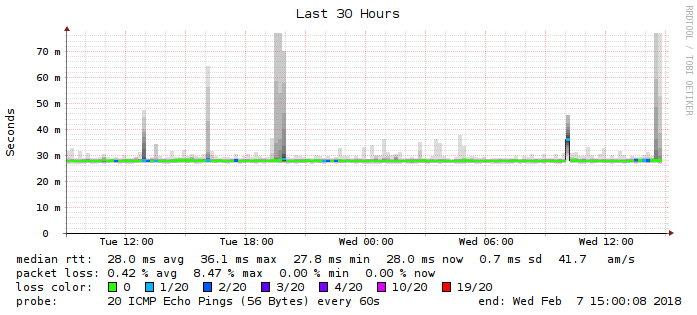 Last 30 Hours
RRDTOOL / TOBI OETIKER
Seconds
70 m
60 m
50 m
40 m
30 m
20 m
10 m
0
Tue 12:00 Tue 18:00 Wed 00:00 Wed 06:00 Wed 12:00
median rtt: 28.0 ms avg 36.1 ms max 27.8 ms min 28.0 ms now 0.7 ms sd 41.7 am/s
packet loss: 0.42 % avg 8.47 % max 0.00 % min 0.00 % now
loss color: 0 1/20 2/20 3/20 4/20 10/20 19/20
probe: 20 ICMP Echo Pings (56 Bytes) every 60s end: Wed Feb 7 15:00:08 2018